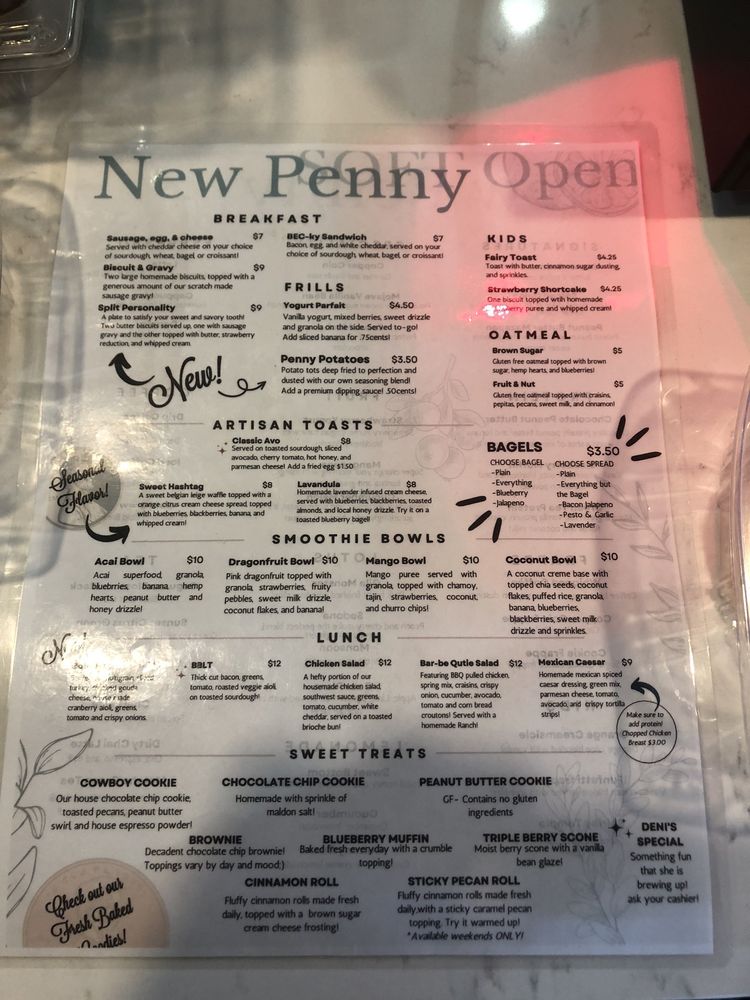 New Penny
SOFT Open
BREAKFAST
Sausage, egg, & cheese $7
Served with cheddar cheese on your choice
of sourdough, wheat, bagel, or croissant!
Biscuit & Gravy $9
Two large homemade biscuits, topped with a
generous amount of our scratch made
sausage gravy!
Split Personality $9
A plate to satisfy your sweet and savory tooth!
Two butter biscuits served up, one with sausage
gravy and the other topped with butter, strawberry
reduction, and whipped cream.
New!
BEC-ky Sandwich $7
Bacon, egg, and white cheddar, served on your
choice of sourdough, wheat, bagel, or croissant!
FRILLS
Yogurt Parfait $4.50
Vanilla yogurt, mixed berries, sweet drizzle
and granola on the side. Served to-go!
Add sliced banana for .75cents!
Penny Potatoes $3.50
Potato tots deep fried to perfection and
dusted with our own seasoning blend!
Add a premium dipping sauce! .50cents!
KIDS
Fairy Toast $4.25
Toast with butter, cinnamon sugar dusting,
and sprinkles.
Strawberry Shortcake $4.25
One biscuit topped with homemade
puree and whipped cream!
OATMEAL
Brown Sugar $5
Gluten free oatmeal topped with brown
sugar, hemp hearts, and blueberries!
Fruit & Nut $5
Gluten free oatmeal topped with craisins,
pepitas, pecans, sweet milk, and cinnamon!
ARTISAN TOASTS
Classic Avo $8
Served on toasted sourdough, sliced
avocado, cherry tomato, hot honey, and
parmesan cheese! Add a fried egg $1.50
Seasonal
Flavor!
Sweet Hashtag $8
A sweet belgian leige waffle topped with a
orange citrus cream cheese spread, topped
with blueberries, blackberries, banana, and
whipped cream!
Lavandula $8
Homemade lavender infused cream cheese,
served with blueberries, blackberries, toasted
almonds, and local honey drizzle. Try it on a
toasted blueberry bagel!
BAGELS $3.50
CHOOSE BAGEL
-Plain
-Everything
-Blueberry
-Jalapeno
CHOOSE SPREAD
-Plain
-Everything but
the Bagel
-Bacon Jalapeno
-Pesto & Garlic
-Lavender
SMOOTHIE BOWLS
Acai Bowl $10
Acai superfood, granola,
blueberries, banana, hemp
hearts, peanut butter and
honey drizzle!
Dragonfruit Bowl $10
Pink dragonfruit topped with
granola, strawberries, fruity
pebbles, sweet milk drizzle,
coconut flakes, and banana!
Mango Bowl $10
Mango puree served with
granola, topped with chamoy,
tajin, strawberries, coconut,
and churro chips!
Coconut Bowl $10
A coconut creme base with
topped chia seeds, coconut
flakes, puffed rice, granola,
banana, blueberries,
blackberries, sweet milk
drizzle and sprinkles.
LUNCH
New!
gouda
cheese,
cranberry aioli, greens,
tomato and crispy onions.
BBLT $12
Thick cut bacon, greens,
tomato, roasted veggie aioli,
on toasted sourdough!
Chicken Salad $12
A hefty portion of our
housemade chicken salad,
southwest sauce, greens,
tomato, cucumber, white
cheddar, served on a toasted
brioche bun!
Bar-be Qutie Salad $12
Featuring BBQ pulled chicken,
spring mix, craisins, crispy
onion, cucumber, avocado,
tomato and corn bread
croutons! Served with a
homemade Ranch!
Mexican Caesar $9
Homemade mexican spiced
caesar dressing, green mix,
parmesan cheese, tomato,
avocado, and crispy tortilla
strips!
Make sure to
add protein!
Chopped Chicken
Breast $3.00
SWEET TREATS
COWBOY COOKIE
Our house chocolate chip cookie,
toasted pecans, peanut butter
swirl and house espresso powder!
CHOCOLATE CHIP COOKIE
Homemade with sprinkle of
maldon salt!
PEANUT BUTTER COOKIE
GF- Contains no gluten
ingredients
BROWNIE
Decadent chocolate chip brownie!
Toppings vary by day and mood;)
BLUEBERRY MUFFIN
Baked fresh everyday with a crumble
topping!
TRIPLE BERRY SCONE
Moist berry scone with a vanilla
bean glaze!
DENI'S
SPECIAL
Something fun
that she is
brewing up!
ask your cashier!
CINNAMON ROLL
Fluffy cinnamon rolls made fresh
daily, topped with a brown sugar
cream cheese frosting!
STICKY PECAN ROLL
Fluffy cinnamon rolls made fresh
daily,with a sticky caramel pecan
topping. Try it warmed up!
*Available weekends ONLY!
Check out our
Fresh Baked
Goodies!